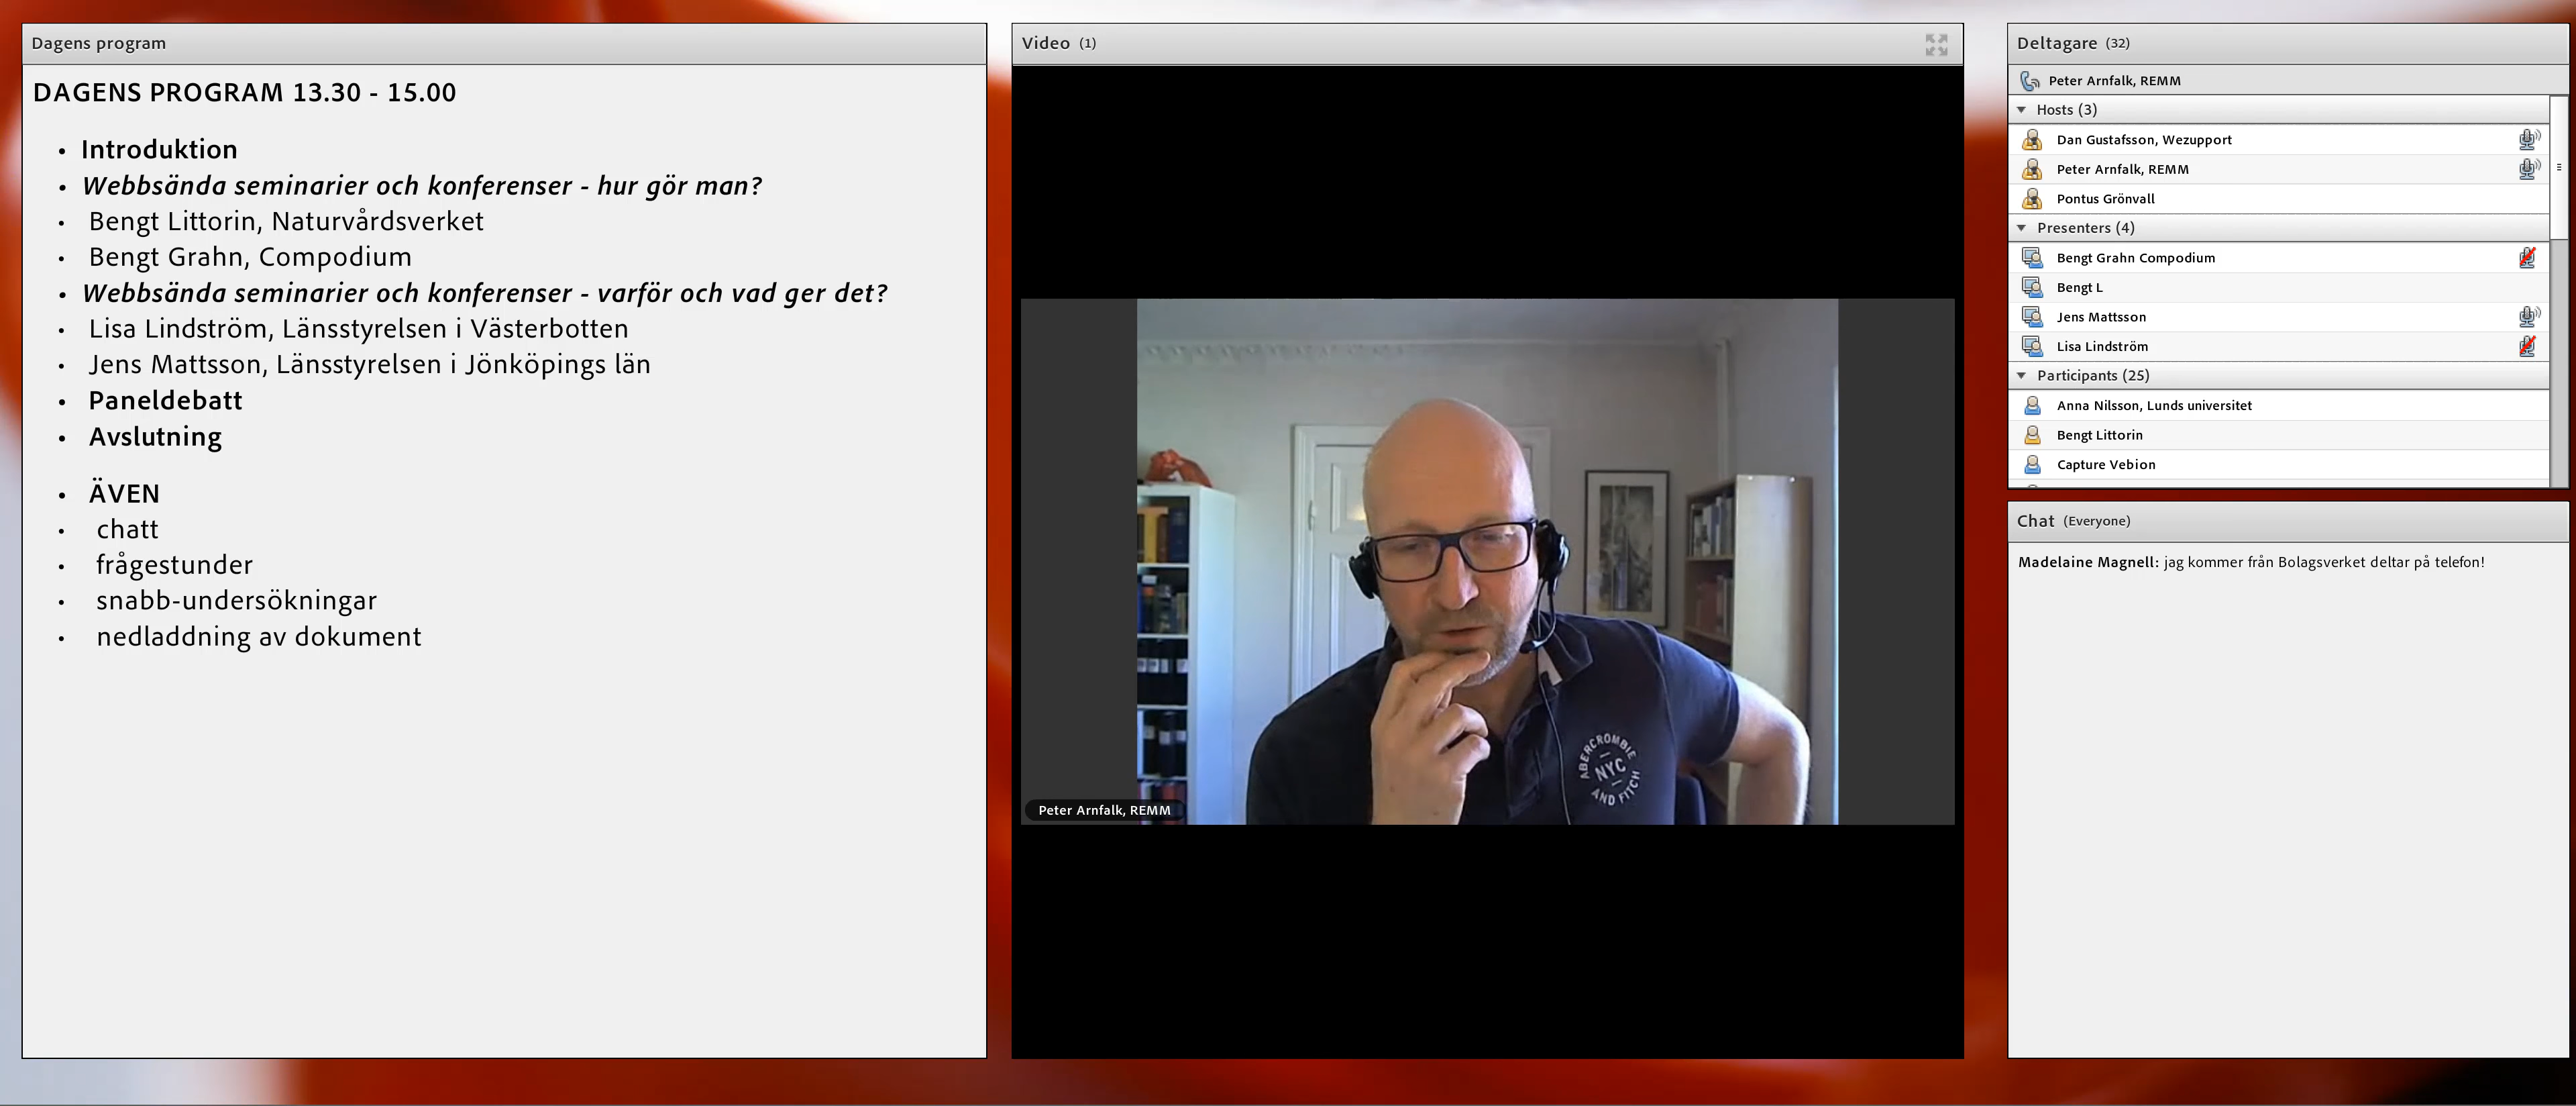 Dagens program
DAGENS PROGRAM 13.30 - 15.00
• Introduktion
• Webbsända seminarier och konferenser - hur gör man?
• Bengt Littorin, Naturvårdsverket
• Bengt Grahn, Compodium
• Webbsända seminarier och konferenser - varför och vad ger det?
• Lisa Lindström, Länsstyrelsen i Västerbotten
• Jens Mattsson, Länsstyrelsen i Jönköpings län
• Paneldebatt
• Avslutning
• ÄVEN
• chatt
• frågestunder
• snabb-undersökningar
• nedladdning av dokument
Video (1)
ABERCROMBIE
NYC
AND FITCH
Peter Arnfalk, REMM
Deltagare (32)
Peter Arnfalk, REMM
Hosts (3)
Dan Gustafsson, Wezupport
Peter Arnfalk, REMM
Pontus Grönvall
Presenters (4)
Bengt Grahn Compodium
Bengt L
Jens Mattsson
Lisa Lindström
Participants (25)
Anna Nilsson, Lunds universitet
Bengt Littorin
Capture Vebion
Chat (Everyone)
Madelaine Magnell: jag kommer från Bolagsverket deltar på telefon!